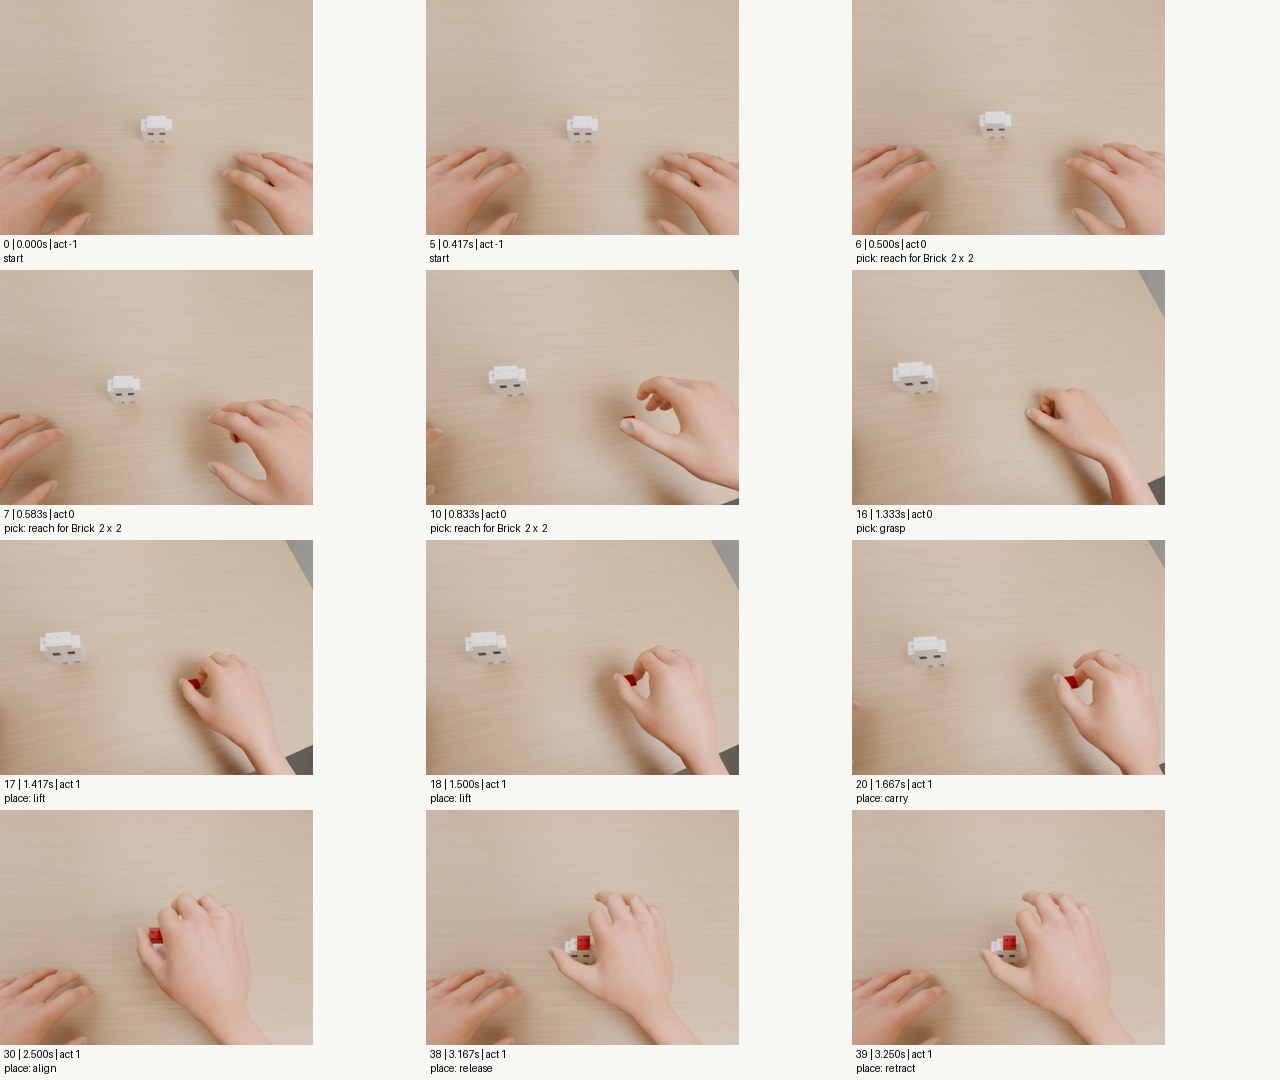 0 | 0.000s | act -1
start
5 | 0.417s | act -1
start
6 | 0.500s | act 0
pick: reach for Brick 2 x 2
7 | 0.583s | act 0
pick: reach for Brick 2 x 2
10 | 0.833s | act 0
pick: reach for Brick 2 x 2
16 | 1.333s | act 0
pick: grasp
17 | 1.417s | act 1
place: lift
18 | 1.500s | act 1
place: lift
20 | 1.667s | act 1
place: carry
30 | 2.500s | act 1
place: align
38 | 3.167s | act 1
place: release
39 | 3.250s | act 1
place: retract